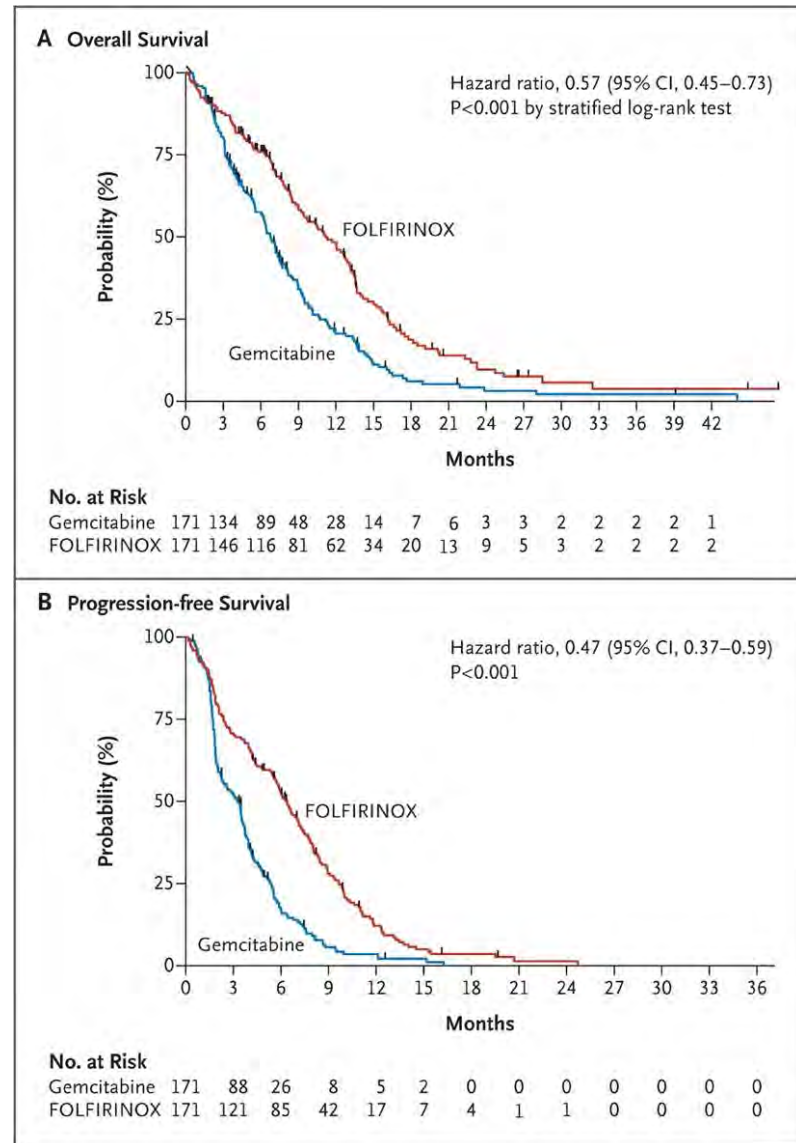 A Overall Survival
100
75
50
25
0
Probability (%)
Hazard ratio, 0.57 (95% CI, 0.45–0.73)
P<0.001 by stratified log-rank test
FOLFIRINOX
Gemcitabine
0 3 6 9 12 15 18 21 24 27 30 33 36 39 42
Months
No. at Risk
Gemcitabine 171 134 89 48 28 14 7 6 3 3 2 2 2 2 1
FOLFIRINOX 171 146 116 81 62 34 20 13 9 5 3 2 2 2 2
B Progression-free Survival
100
75
50
25
0
Probability (%)
Hazard ratio, 0.47 (95% CI, 0.37–0.59)
P<0.001
FOLFIRINOX
Gemcitabine
0 3 6 9 12 15 18 21 24 27 30 33 36
Months
No. at Risk
Gemcitabine 171 88 26 8 5 2 0 0 0 0 0 0 0
FOLFIRINOX 171 121 85 42 17 7 4 1 1 0 0 0 0